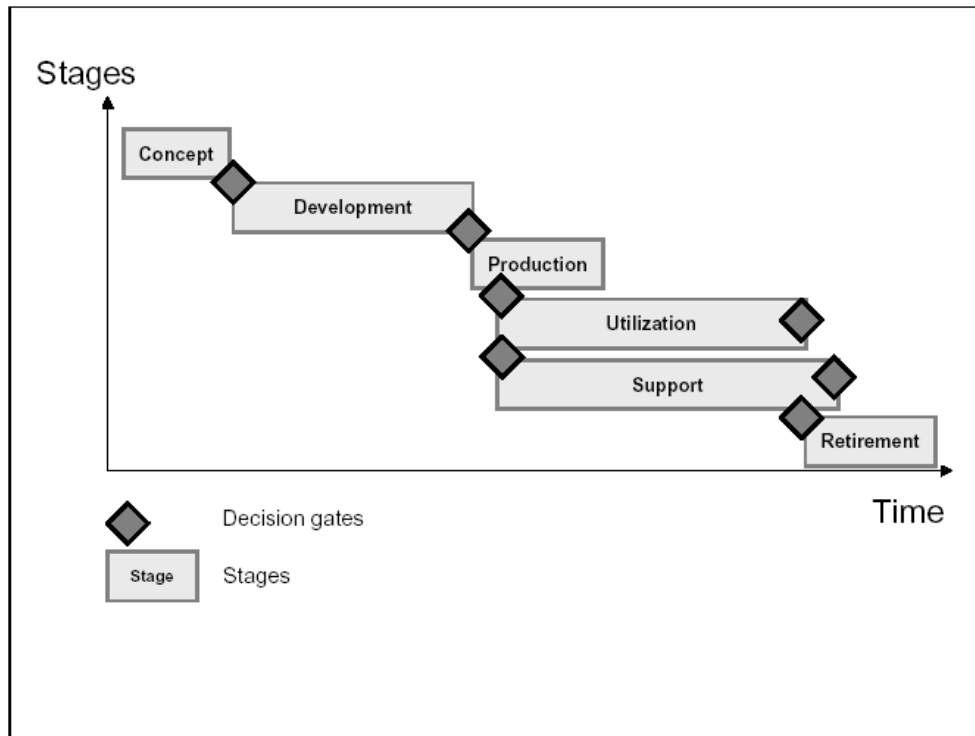 Stages
Concept
Development
Production
Utilization
Support
Retirement
Time
Decision gates
Stage
Stages